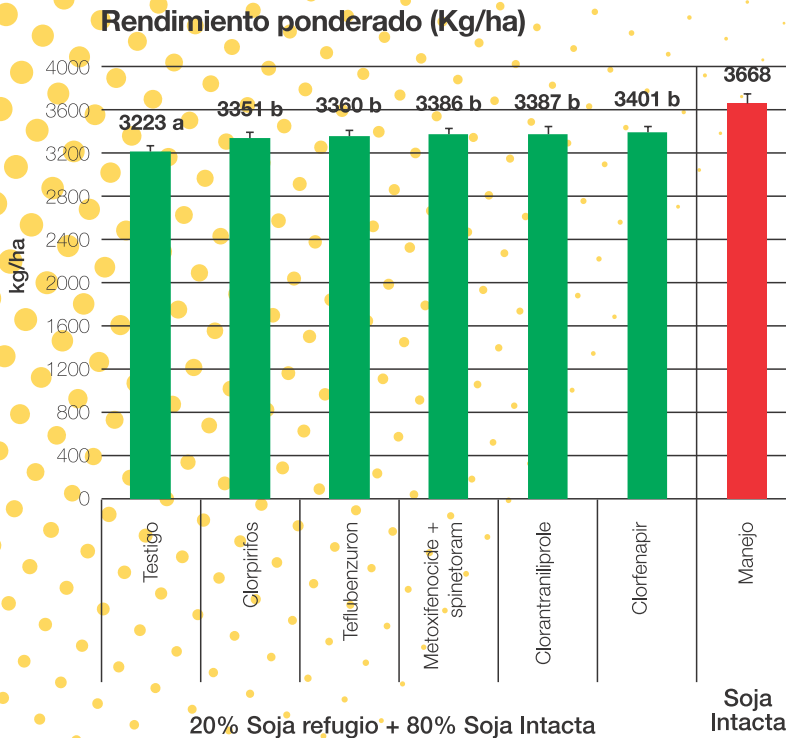 Rendimiento ponderado (Kg/ha)
kg/ha
4000
3600
3200
2800
2400
2000
1600
1200
800
400
0
3223 a
3351 b
3360 b
3386 b
3387 b
3401 b
3668
Testigo
Clorpirifos
Teflubenzuron
Metoxifenocide +
spinetoram
Clorantraniliprole
Clorfenapir
Manejo
20% Soja refugio + 80% Soja Intacta
Soja
Intacta